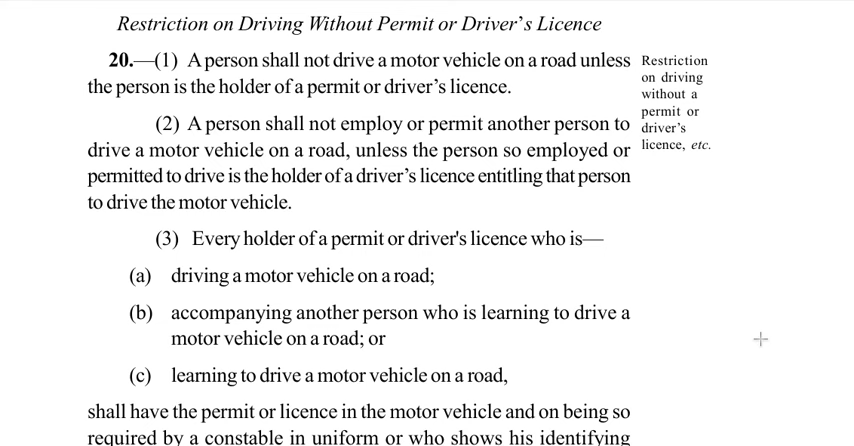 Restriction on Driving Without Permit or Driver’s Licence
20.—(1) A person shall not drive a motor vehicle on a road unless
the person is the holder of a permit or driver’s licence.
(2) A person shall not employ or permit another person to
drive a motor vehicle on a road, unless the person so employed or
permitted to drive is the holder of a driver’s licence entitling that person
to drive the motor vehicle.
(3) Every holder of a permit or driver's licence who is—
(a) driving a motor vehicle on a road;
(b) accompanying another person who is learning to drive a
motor vehicle on a road; or
(c) learning to drive a motor vehicle on a road,
shall have the permit or licence in the motor vehicle and on being so
required by a constable in uniform or who shows his identifying
Restriction
on driving
without a
permit or
driver’s
licence, etc.